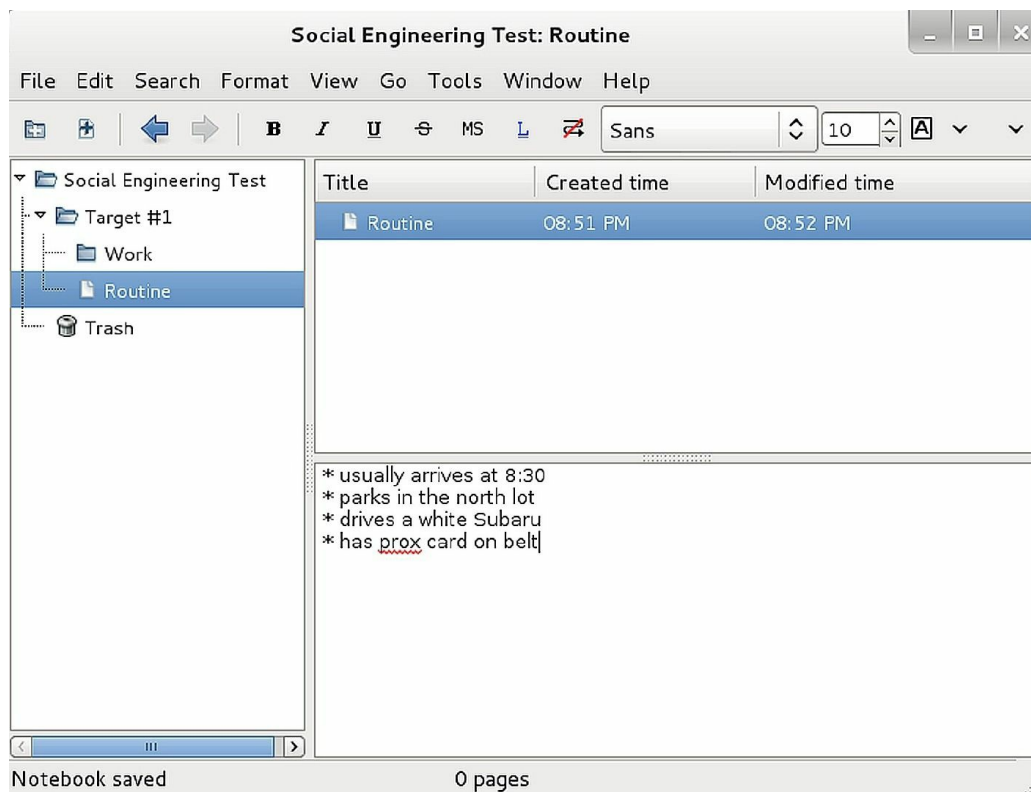 Social Engineering Test: Routine
File Edit Search Format View Go Tools Window Help
B I U S MS L Sans 10 A
Social Engineering Test
Target #1
Work
Routine
Trash
Title Created time Modified time
Routine 08:51 PM 08:52 PM
* usually arrives at 8:30
* parks in the north lot
* drives a white Subaru
* has prox card on belt
Notebook saved 0 pages